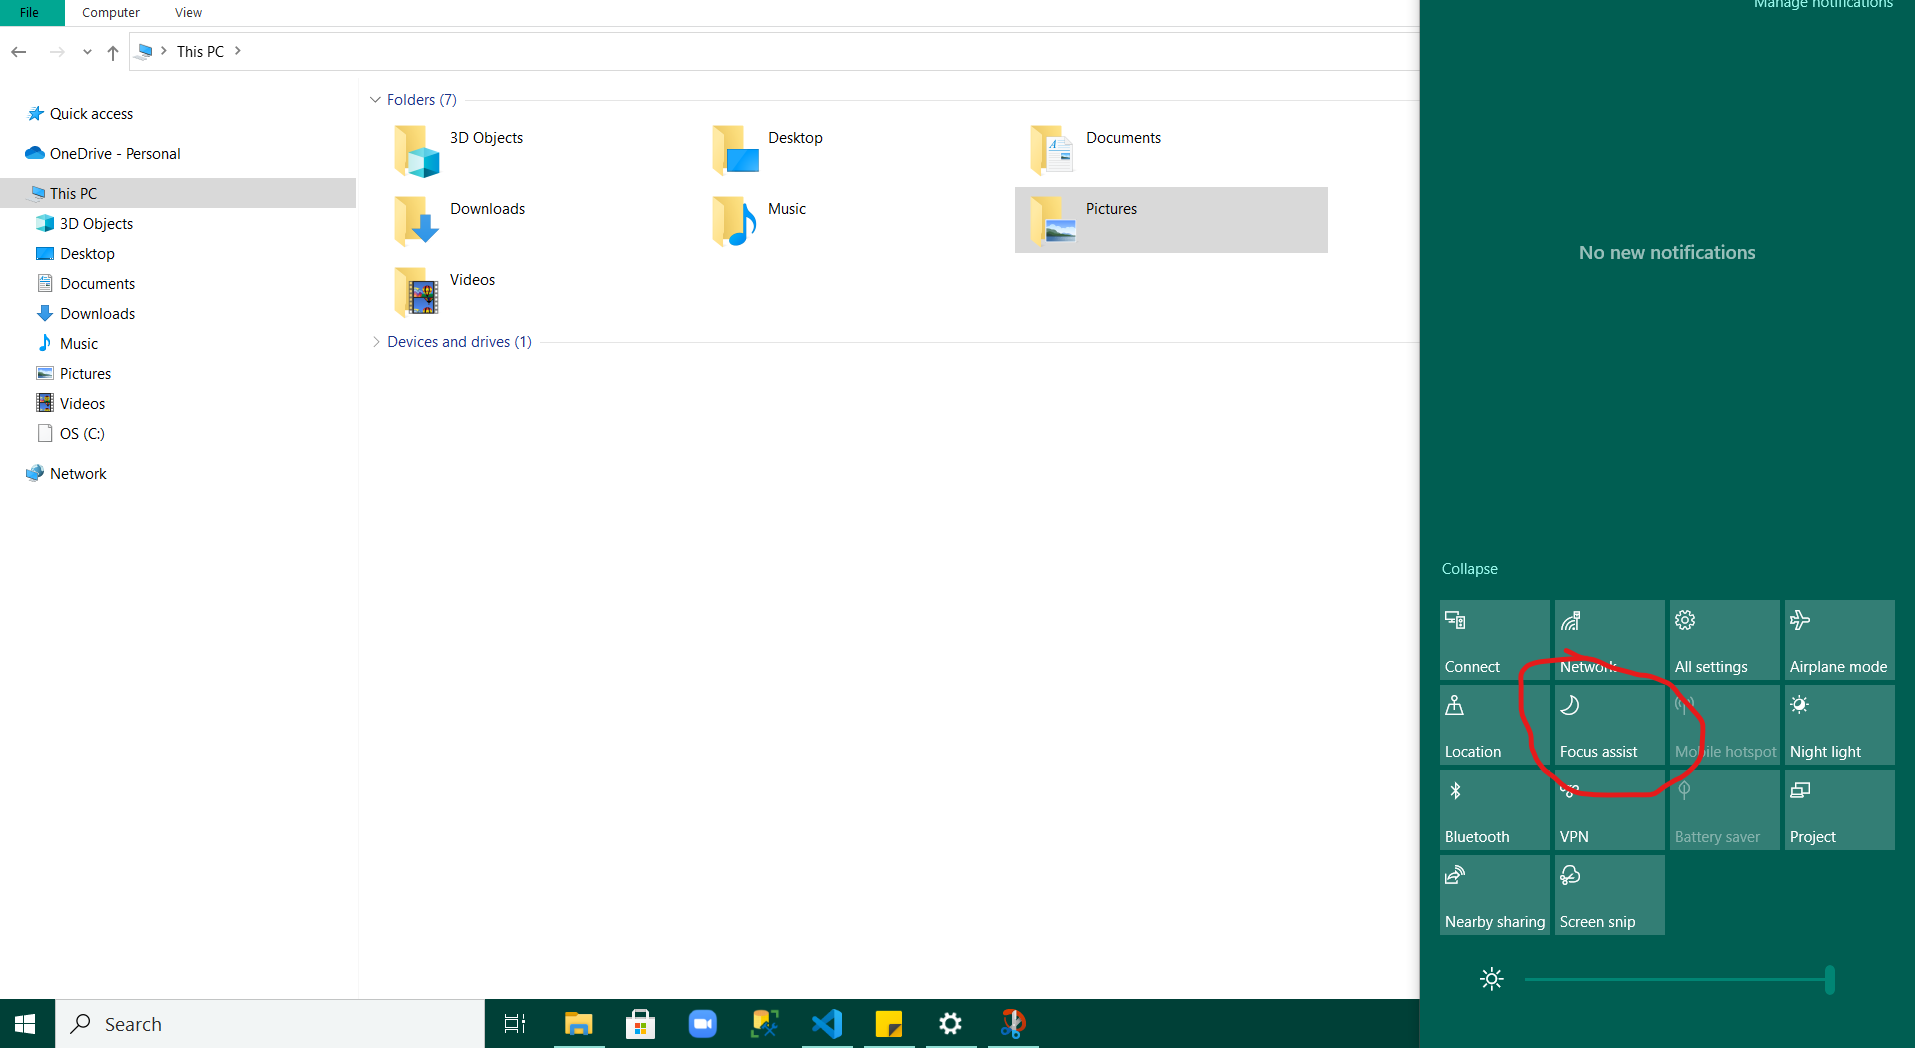 File Computer View
Manage notifications
This PC
Quick access
OneDrive - Personal
This PC
3D Objects
Desktop
Documents
Downloads
Music
Pictures
Videos
OS (C:)
Network
Folders (7)
3D Objects Desktop Documents
Downloads Music Pictures
Videos
Devices and drives (1)
No new notifications
Collapse
Connect Network All settings Airplane mode
Location Focus assist Mobile hotspot Night light
Bluetooth VPN Battery saver Project
Nearby sharing Screen snip
Search